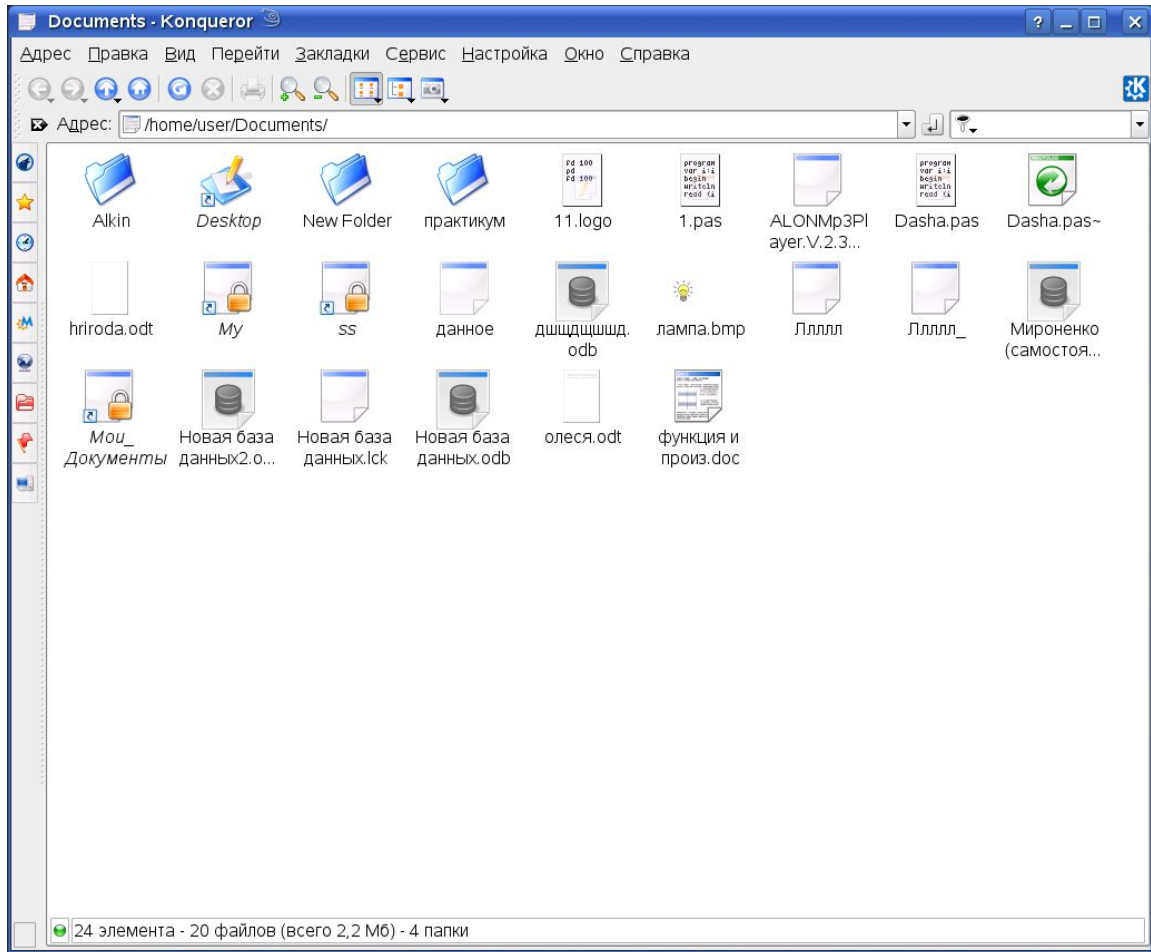 Documents - Konqueror
Адрес Правка Вид Перейти Закладки Сервис Настройка Окно Справка
Адрес: /home/user/Documents/
Alkin Desktop New Folder практикум 11.logo 1.pas ALONMp3Pl Dasha.pas Dasha.pas~
ayer.V.2.3...
hriroda.odt My ss данное дшщдщшшд. лампа.bmp Ллллл Ллллл_ Мироненко
odb (самостоя...
Мои_ Новая база Новая база Новая база олеся.odt функция и
Документы данных2.o... данных.lck данных.odb произ.doc
24 элемента - 20 файлов (всего 2,2 Мб) - 4 папки